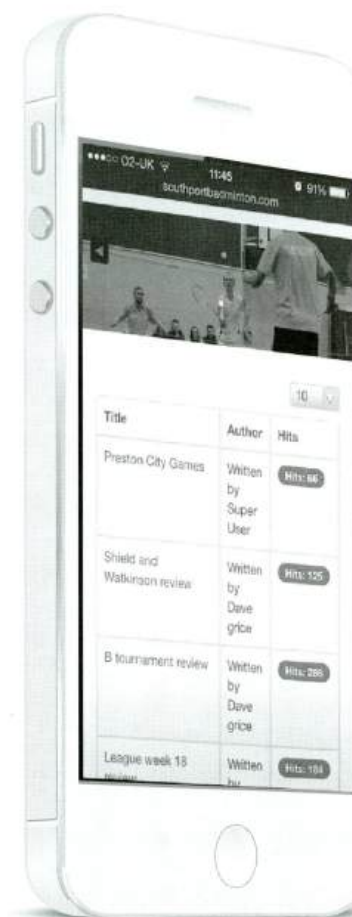 O2-UK 11:45 91%
southportbadminton.com
10
Title Author Hits
Preston City Games Written Hits: 66
by
Super
User
Shield and Written Hits: 125
Watkinson review by
Dave
grice
B tournament review Written Hits: 286
by
Dave
grice
League week 18 Written Hits: 184
review by